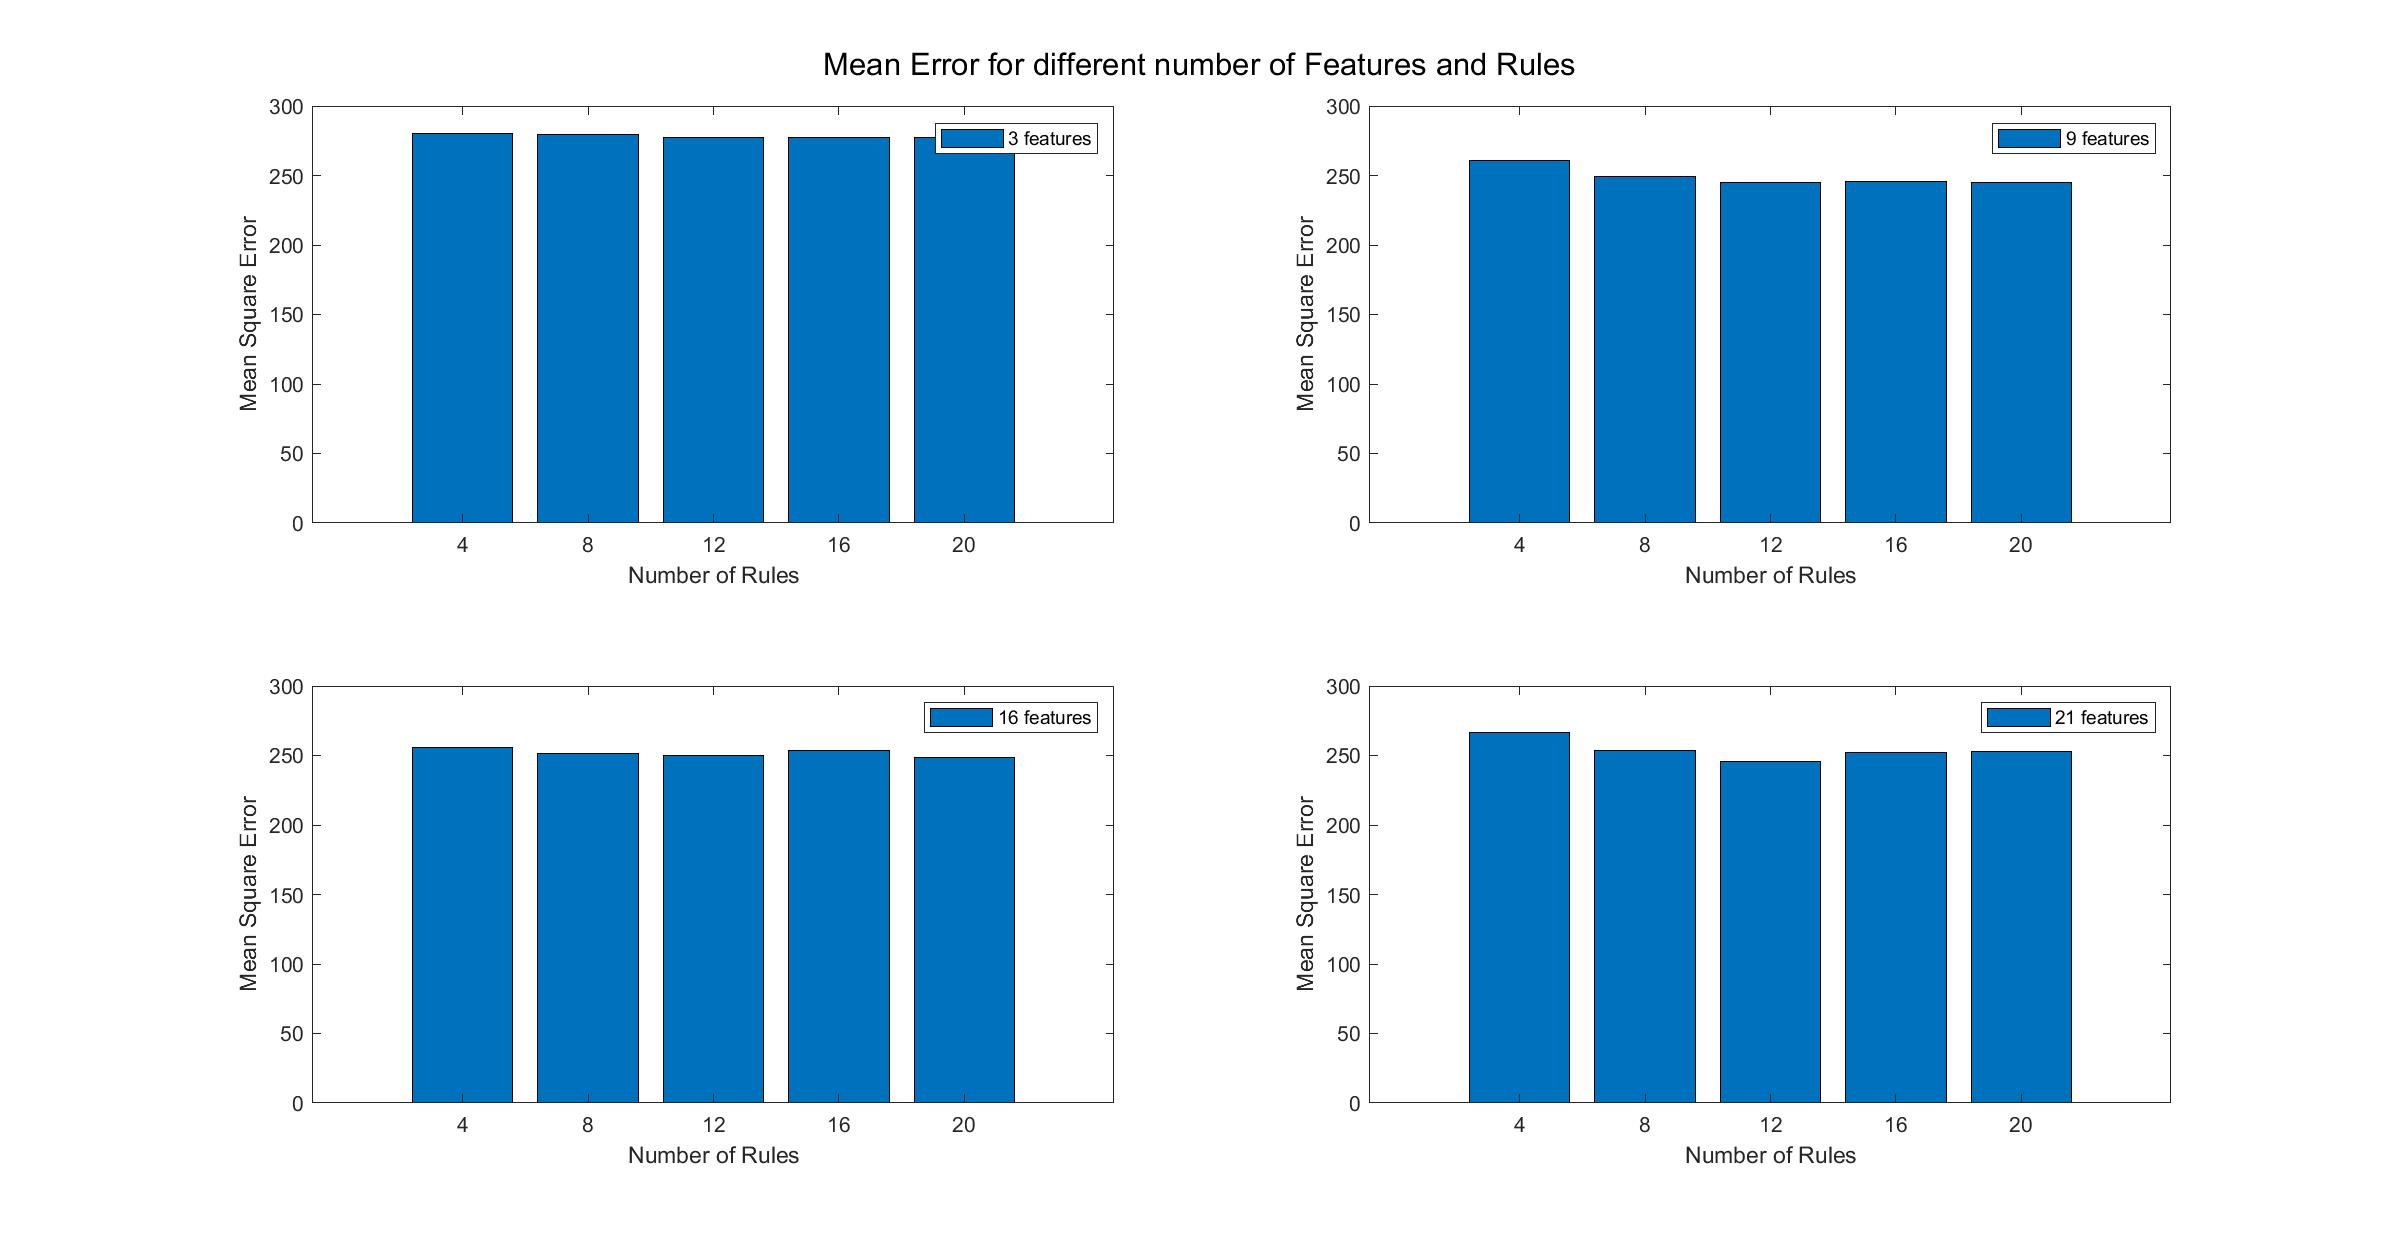 Mean Error for different number of Features and Rules
300
250
200
150
100
50
0
Mean Square Error
3 features
4 8 12 16 20
Number of Rules
300
250
200
150
100
50
0
Mean Square Error
9 features
4 8 12 16 20
Number of Rules
300
250
200
150
100
50
0
Mean Square Error
16 features
4 8 12 16 20
Number of Rules
300
250
200
150
100
50
0
Mean Square Error
21 features
4 8 12 16 20
Number of Rules